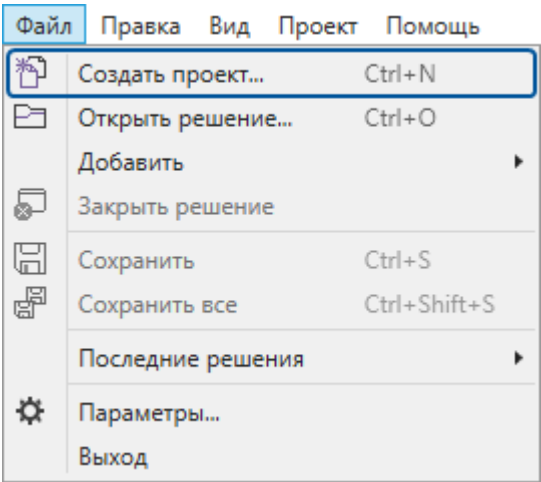 Файл Правка Вид Проект Помощь
Создать проект... Ctrl+N
Открыть решение... Ctrl+O
Добавить
Закрыть решение
Сохранить Ctrl+S
Сохранить все Ctrl+Shift+S
Последние решения
Параметры...
Выход